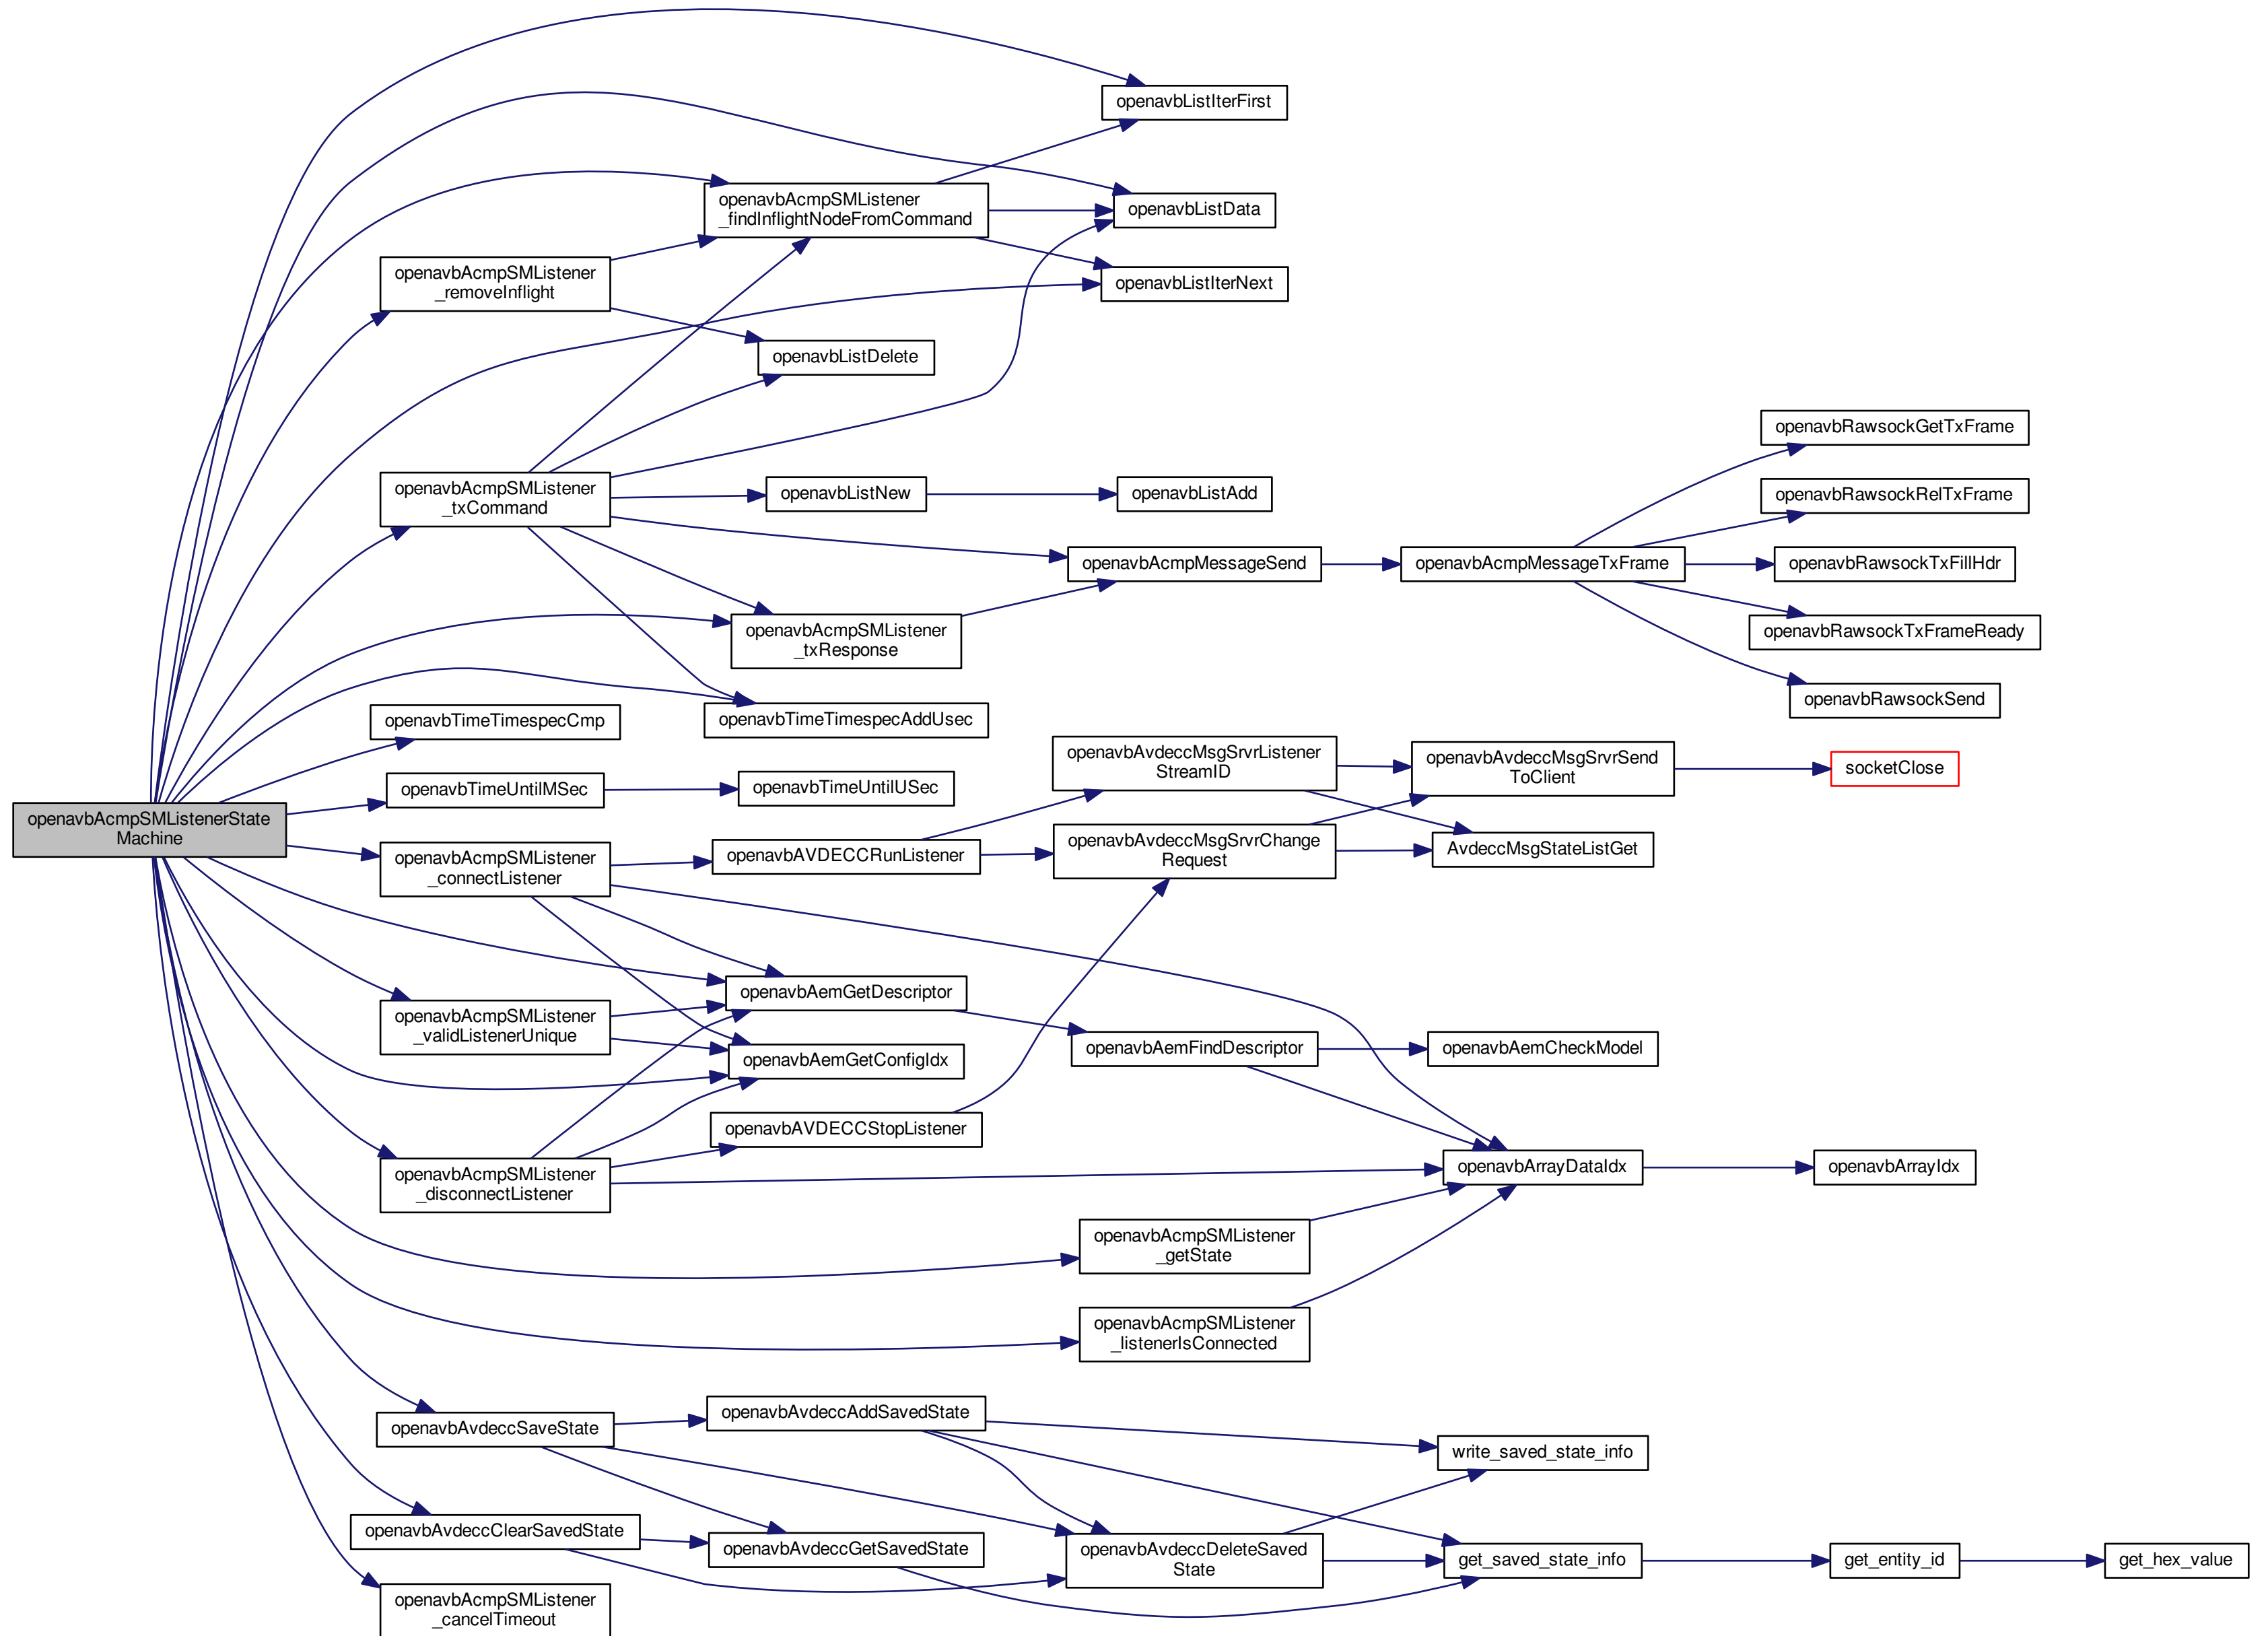 openavbListIterFirst
openavbAcmpSMListener
_findInflightNodeFromCommand
openavbListData
openavbAcmpSMListener
_removeInflight
openavbListIterNext
openavbListDelete
openavbRawsockGetTxFrame
openavbAcmpSMListener
_txCommand
openavbListNew
openavbListAdd
openavbRawsockRelTxFrame
openavbAcmpMessageSend
openavbAcmpMessageTxFrame
openavbRawsockTxFillHdr
openavbAcmpSMListener
_txResponse
openavbRawsockTxFrameReady
openavbRawsockSend
openavbTimeTimespecCmp
openavbTimeTimespecAddUsec
openavbAvdeccMsgSrvrListener
StreamID
openavbAvdeccMsgSrvrSend
ToClient
socketClose
openavbTimeUntilMSec
openavbTimeUntilUSec
openavbAcmpSMListenerState
Machine
openavbAcmpSMListener
_connectListener
openavbAVDECCRunListener
openavbAvdeccMsgSrvrChange
Request
AvdeccMsgStateListGet
openavbAemGetDescriptor
openavbAcmpSMListener
_validListenerUnique
openavbAemGetConfigIdx
openavbAemFindDescriptor
openavbAemCheckModel
openavbAVDECCStopListener
openavbAcmpSMListener
_disconnectListener
openavbArrayDataIdx
openavbArrayIdx
openavbAcmpSMListener
_getState
openavbAcmpSMListener
_listenerIsConnected
openavbAvdeccSaveState
openavbAvdeccAddSavedState
write_saved_state_info
openavbAvdeccClearSavedState
openavbAvdeccGetSavedState
openavbAvdeccDeleteSaved
State
get_saved_state_info
get_entity_id
get_hex_value
openavbAcmpSMListener
_cancelTimeout